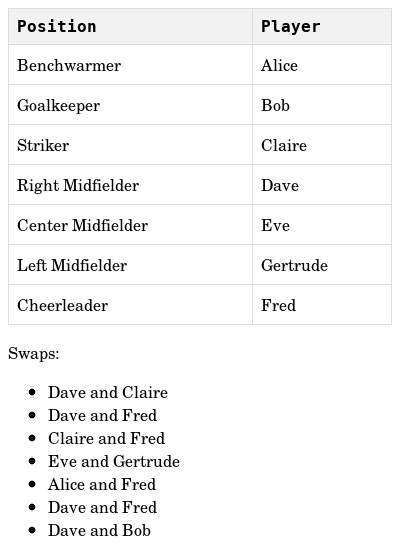 Position Player
Benchwarmer Alice
Goalkeeper Bob
Striker Claire
Right Midfielder Dave
Center Midfielder Eve
Left Midfielder Gertrude
Cheerleader Fred
Swaps:
• Dave and Claire
• Dave and Fred
• Claire and Fred
• Eve and Gertrude
• Alice and Fred
• Dave and Fred
• Dave and Bob